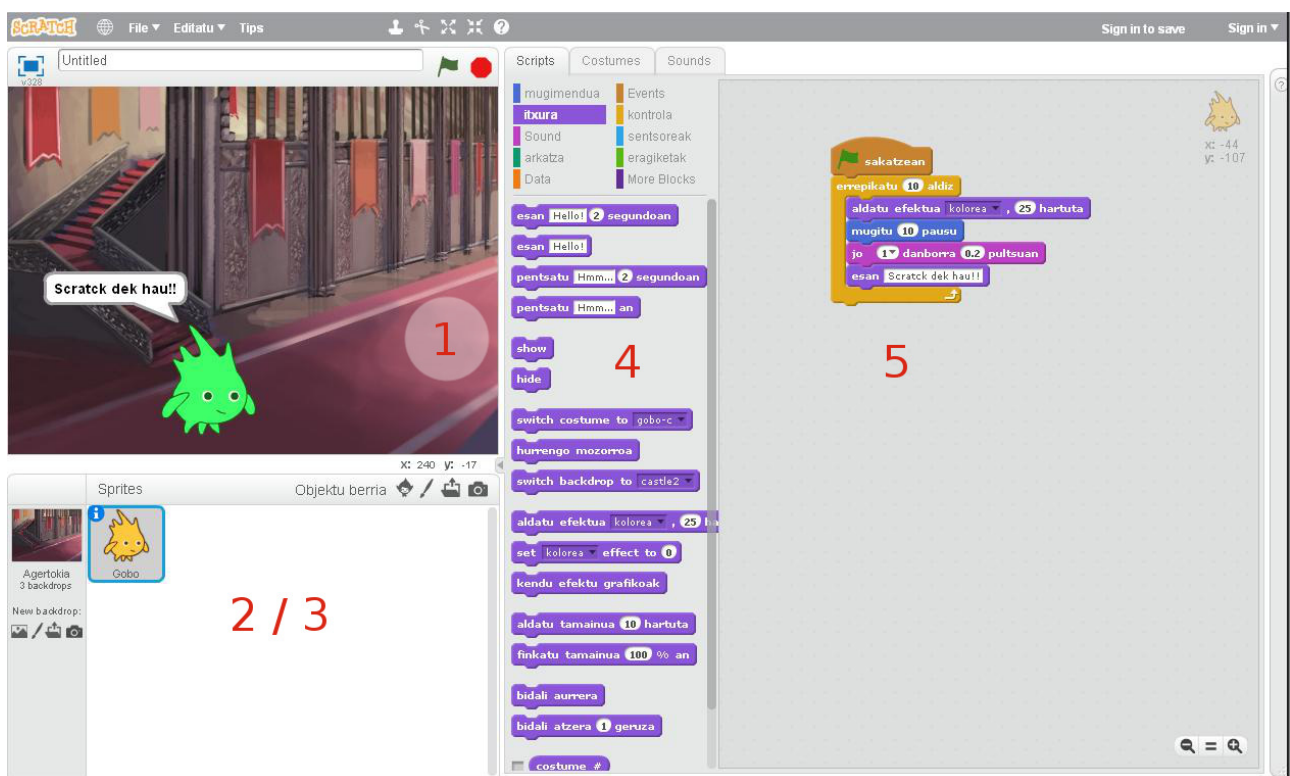 SCRATCH File Editatu Tips Sign in to save Sign in
v328 Untitled
Scratck dek hau!!
1
X: 240 y: -17
Sprites Objektu berria
Agertokia
3 backdrops
New backdrop:
Gobo
2 / 3
Scripts Costumes Sounds
mugimendua Events
itxura kontrola
Sound sentsoreak
arkatza eragiketak
Data More Blocks
esan Hello! 2 segundoan
esan Hello!
pentsatu Hmm... 2 segundoan
pentsatu Hmm... an
show
hide
4
switch costume to gobo-c
hurrengo mozorroa
switch backdrop to castle2
aldatu efektua kolorea , 25 ha
set kolorea effect to 0
kendu efektu grafikoak
aldatu tamainua 10 hartuta
finkatu tamainua 100 % an
bidali aurrera
bidali atzera 1 geruza
costume #
sakatzean
errepikatu 10 aldiz
aldatu efektua kolorea , 25 hartuta
mugitu 10 pausu
jo 1 danborra 0.2 pultsuan
esan Scratck dek hau!!
5
x: -44
y: -107